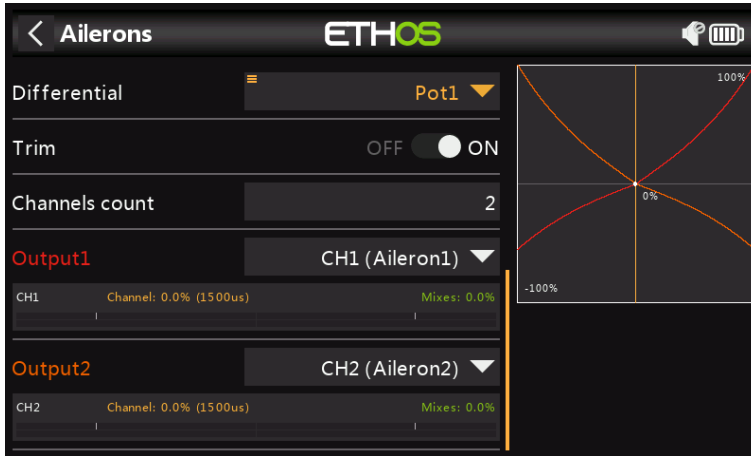 Ailerons
ETHOS
Differential
Pot1
Trim
OFF ON
Channels count
2
Output1
CH1 (Aileron1)
CH1 Channel: 0.0% (1500us) Mixes: 0.0%
Output2
CH2 (Aileron2)
CH2 Channel: 0.0% (1500us) Mixes: 0.0%
100%
0%
-100%